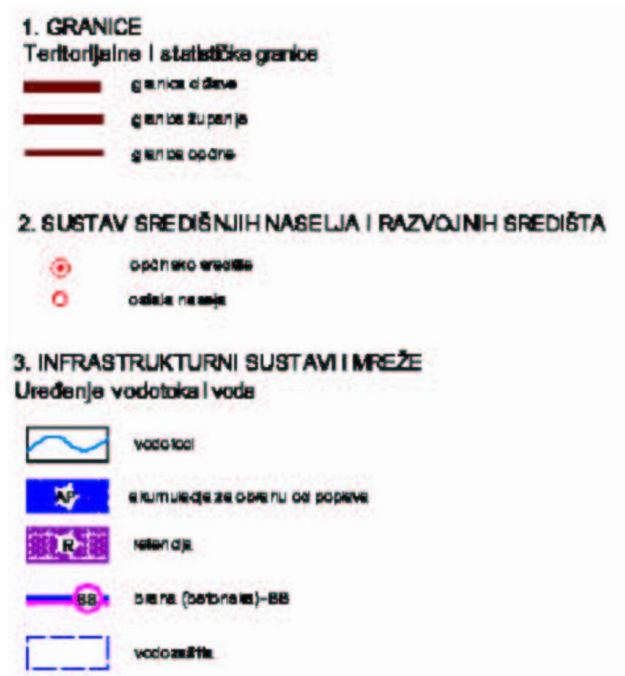 1. GRANICE
Teritorijalne i statističke granice
granica države
granica županije
granica općine
2. SUSTAV SREDIŠNJIH NASELJA I RAZVOJNIH SREDIŠTA
općinsko središte
ostala naselja
3. INFRASTRUKTURNI SUSTAVI I MREŽE
Uređenje vodotoka i voda
vodotoci
AP akumulacije za obranu od poplava
R retencija
BB brana (betonska)-BB
vodozaštita